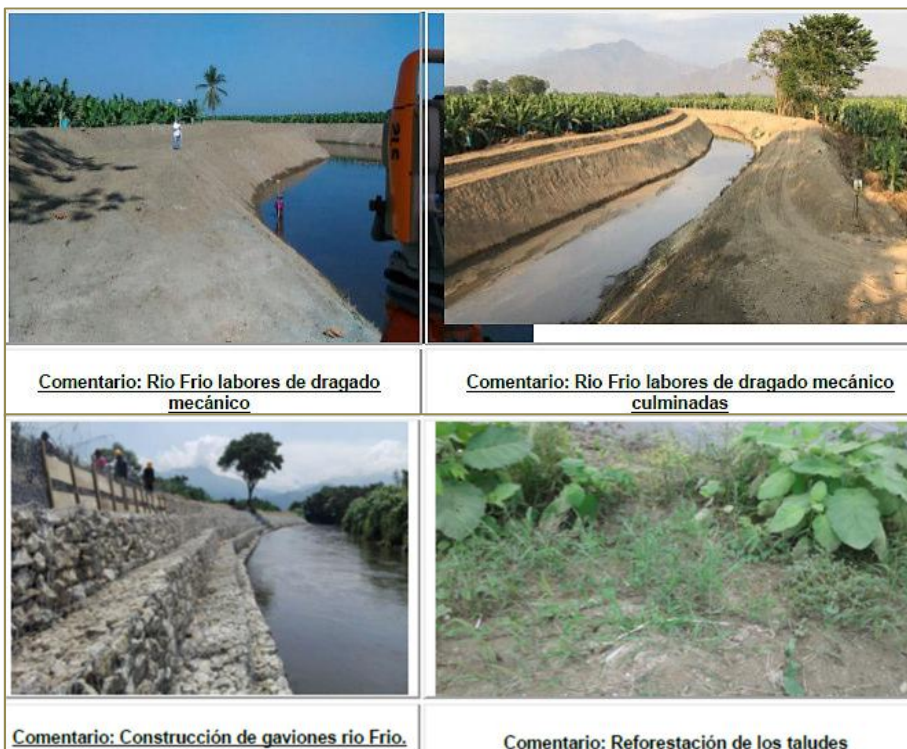 Comentario: Rio Frio labores de dragado
mecánico
Comentario: Rio Frio labores de dragado mecánico
culminadas
Comentario: Construcción de gaviones rio Frio.
Comentario: Reforestación de los taludes